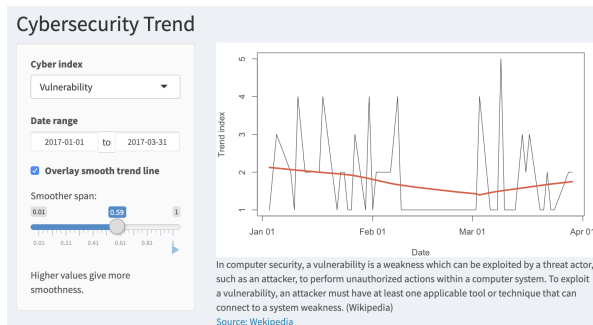 Cybersecurity Trend
Cyber index
Vulnerability
Date range
2017-01-01 to 2017-03-31
Overlay smooth trend line
Smoother span:
0.01 0.59 1
0.01 0.21 0.41 0.61 0.81 1
Higher values give more
smoothness.
Trend index
5
4
3
2
1
Jan 01 Feb 01 Mar 01 Apr 01
Date
In computer security, a vulnerability is a weakness which can be exploited by a threat actor,
such as an attacker, to perform unauthorized actions within a computer system. To exploit
a vulnerability, an attacker must have at least one applicable tool or technique that can
connect to a system weakness. (Wikipedia)
Source: Wekipedia